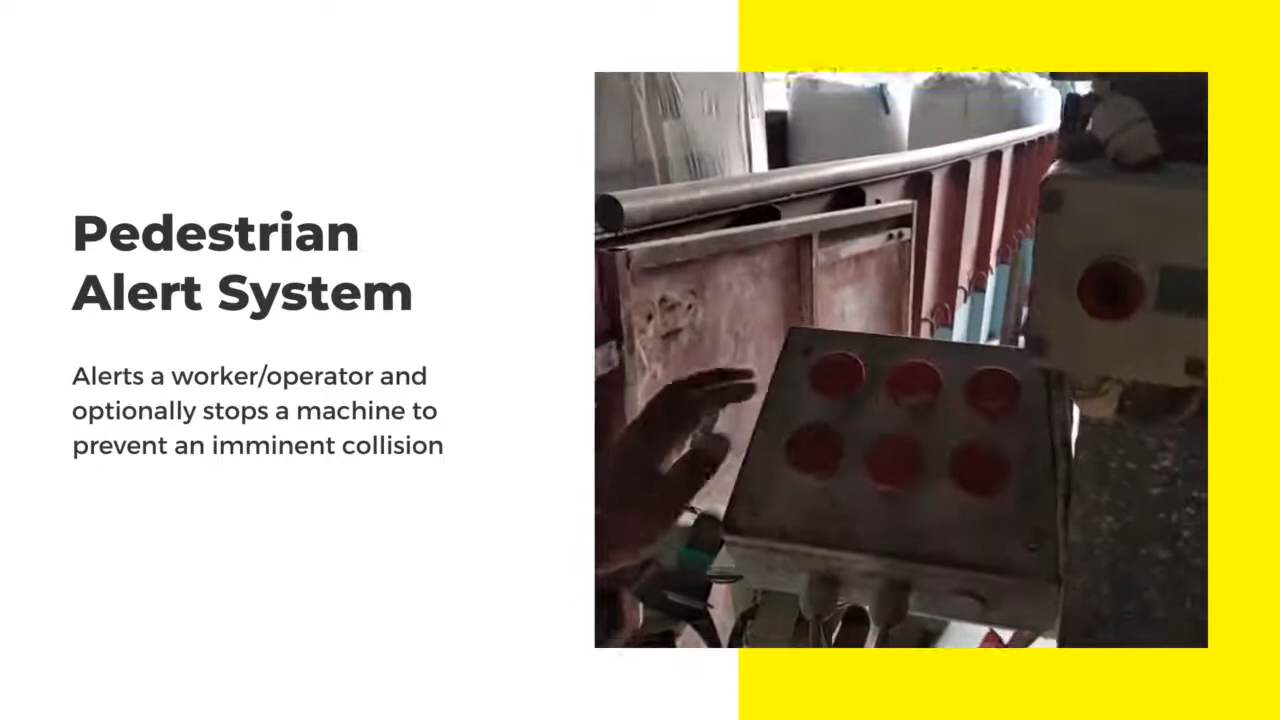 Pedestrian
Alert System
Alerts a worker/operator and
optionally stops a machine to
prevent an imminent collision